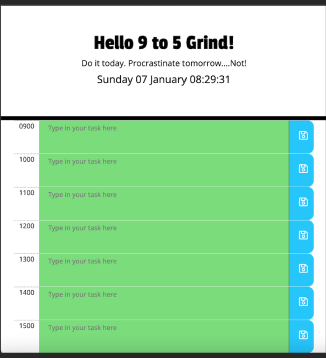 Hello 9 to 5 Grind!
Do it today. Procrastinate tomorrow....Not!
Sunday 07 January 08:29:31
0900 Type in your task here
1000 Type in your task here
1100 Type in your task here
1200 Type in your task here
1300 Type in your task here
1400 Type in your task here
1500 Type in your task here